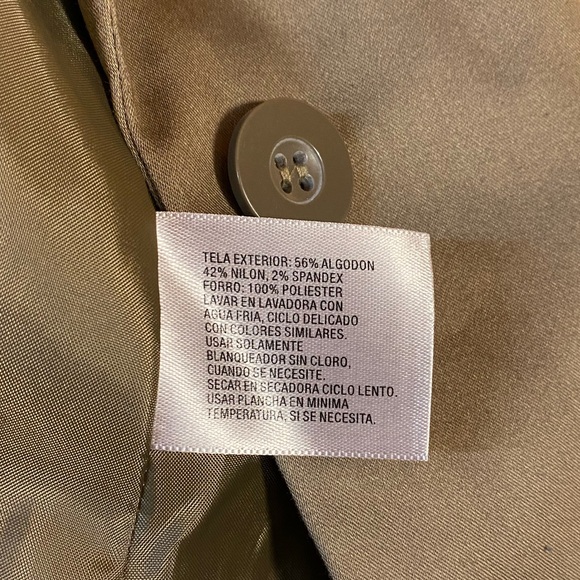 TELA EXTERIOR: 56% ALGODON
42% NILON, 2% SPANDEX
FORRO: 100% POLIESTER
LAVAR EN LAVADORA CON
AGUA FRIA, CICLO DELICADO
CON COLORES SIMILARES.
USAR SOLAMENTE
BLANQUEADOR SIN CLORO,
CUANDO SE NECESITE.
SECAR EN SECADORA CICLO LENTO.
USAR PLANCHA EN MINIMA
TEMPERATURA, SI SE NECESITA.